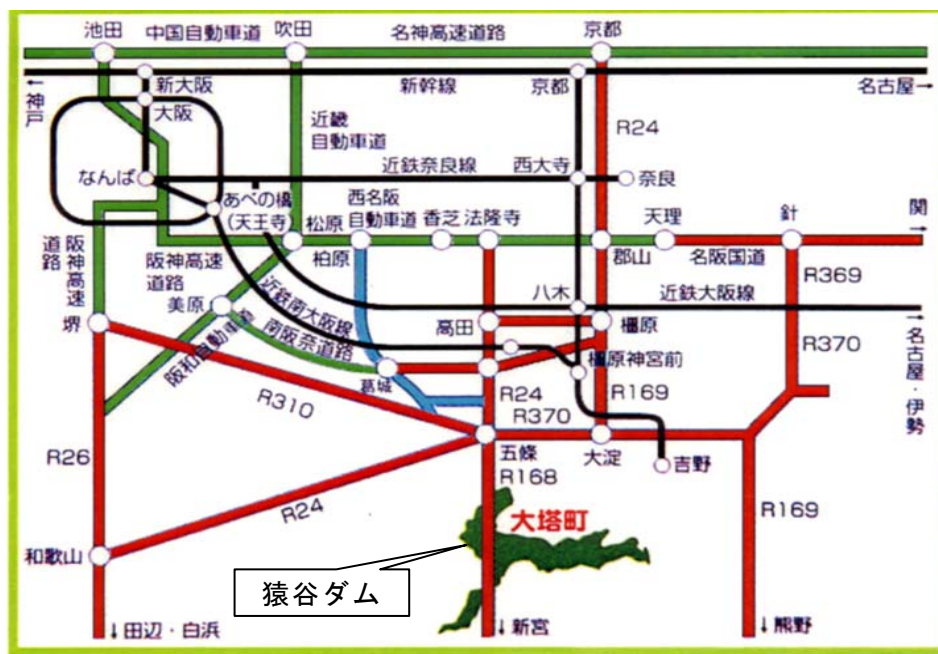 池田
中国自動車道
吹田
名神高速道路
京都
←神戸
新大阪
大阪
新幹線
京都
名古屋→
近畿
自動車道
R24
なんば
近鉄奈良線
西大寺
奈良
あべの橋
(天王寺)
松原
西名阪
自動車道
香芝
法隆寺
天理
針
関
阪神高速
道路
阪神高速
道路
柏原
郡山
名阪国道
R369
美原
近鉄南大阪線
八木
近鉄大阪線
堺
阪和自動車道
南阪奈道路
高田
橿原
名古屋・伊勢
R370
葛城
橿原神宮前
R310
R24
R169
R370
R26
五條
大淀
吉野
R168
R24
大塔町
R169
和歌山
猿谷ダム
↓田辺・白浜
↓新宮
↓熊野